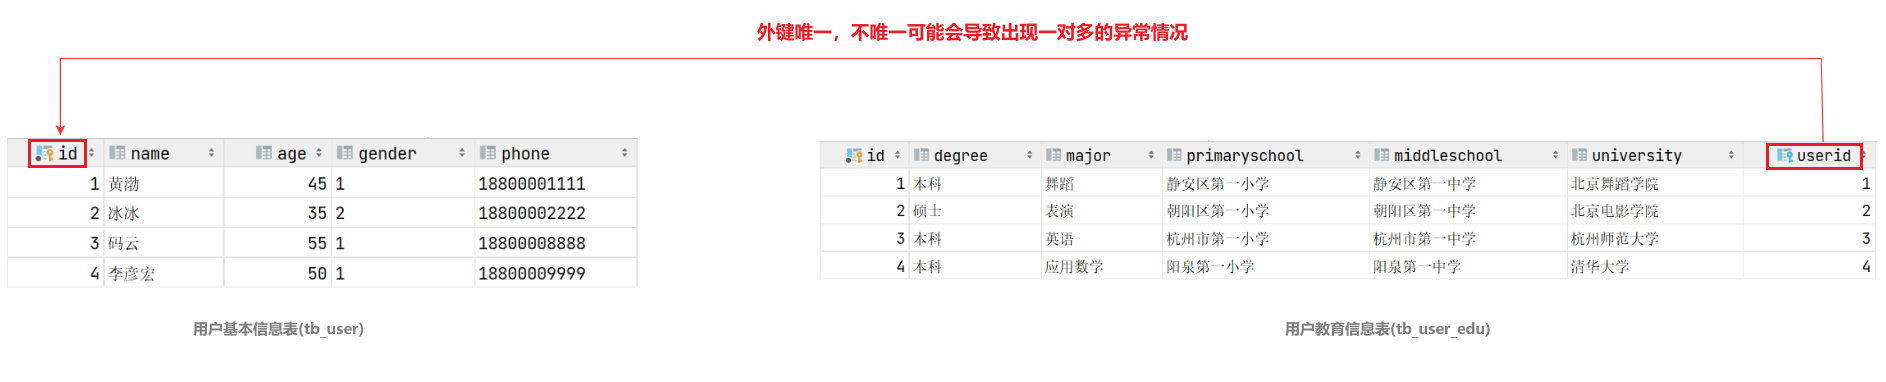 外键唯一，不唯一可能会导致出现一对多的异常情况
id name age gender phone
1 黄渤 45 1 18800001111
2 冰冰 35 2 18800002222
3 码云 55 1 18800008888
4 李彦宏 50 1 18800009999
用户基本信息表(tb_user)
id degree major primaryschool middleschool university userid
1 本科 舞蹈 静安区第一小学 静安区第一中学 北京舞蹈学院 1
2 硕士 表演 朝阳区第一小学 朝阳区第一中学 北京电影学院 2
3 本科 英语 杭州市第一小学 杭州市第一中学 杭州师范大学 3
4 本科 应用数学 阳泉第一小学 阳泉第一中学 清华大学 4
用户教育信息表(tb_user_edu)